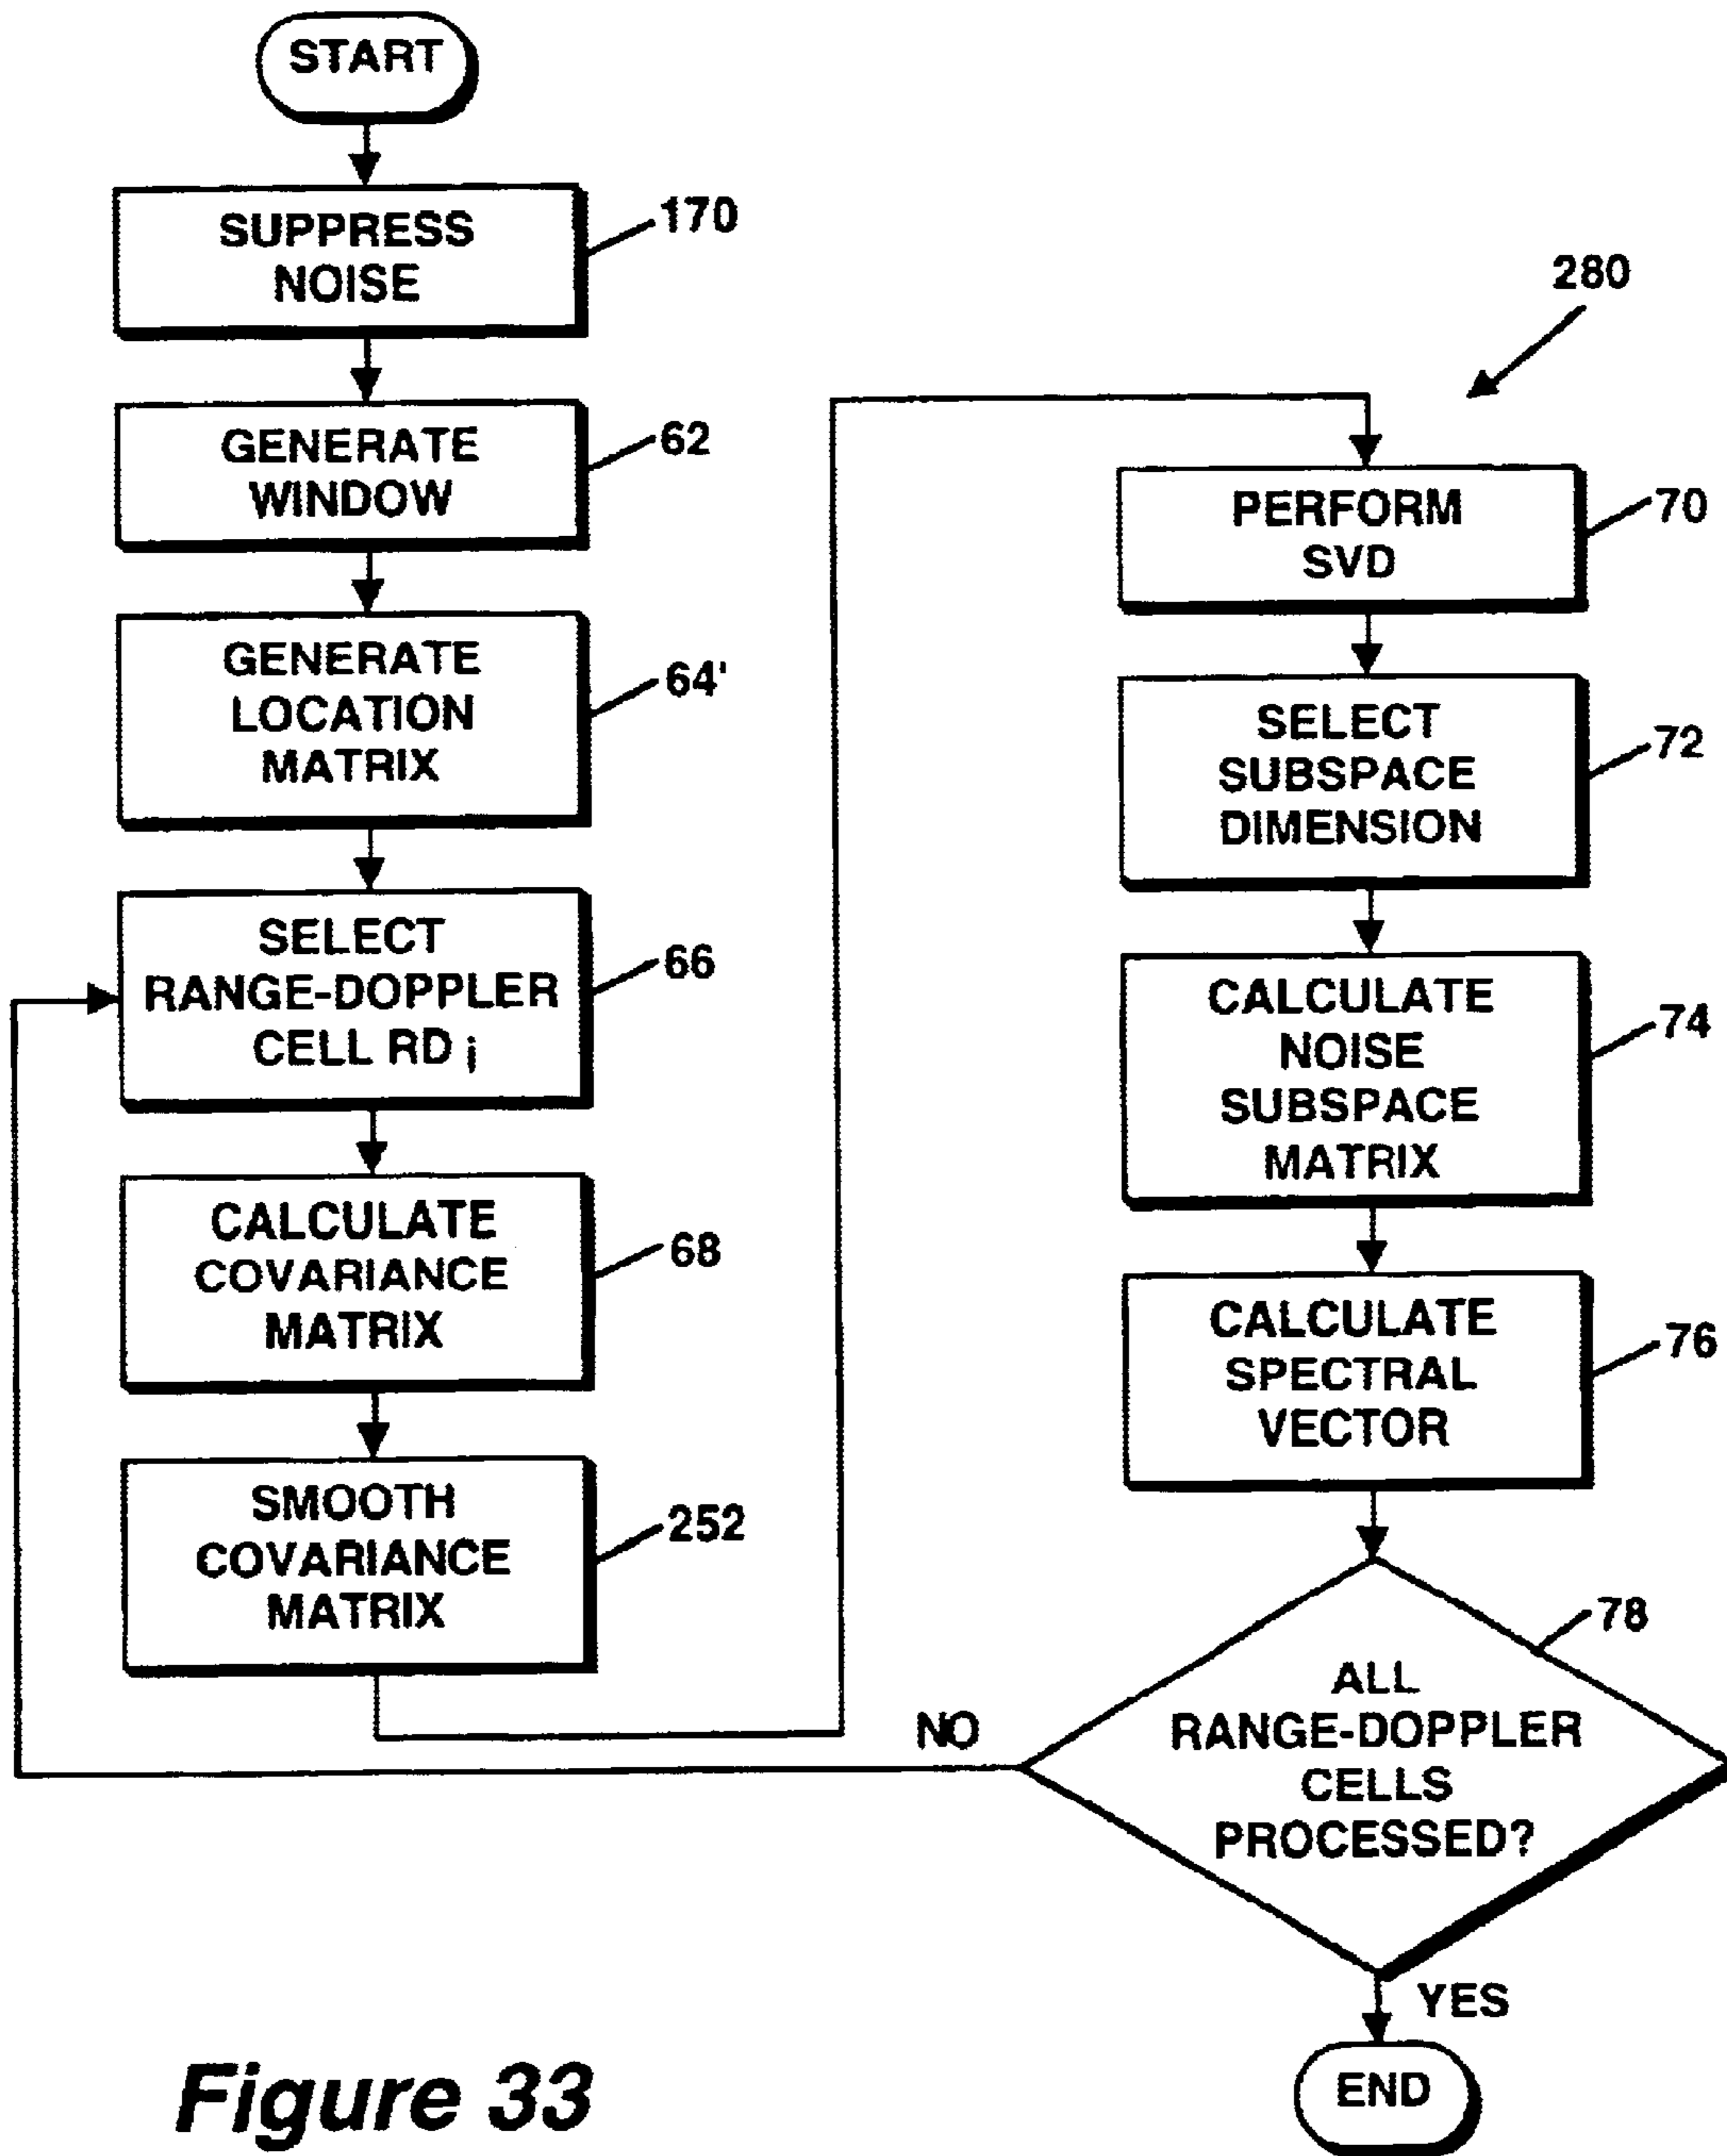 START
SUPPRESS
NOISE
170
GENERATE
WINDOW
62
GENERATE
LOCATION
MATRIX
64'
SELECT
RANGE-DOPPLER
CELL RD i
66
CALCULATE
COVARIANCE
MATRIX
68
SMOOTH
COVARIANCE
MATRIX
252
280
PERFORM
SVD
70
SELECT
SUBSPACE
DIMENSION
72
CALCULATE
NOISE
SUBSPACE
MATRIX
74
CALCULATE
SPECTRAL
VECTOR
76
ALL
RANGE-DOPPLER
CELLS
PROCESSED?
78
NO
YES
END
Figure 33